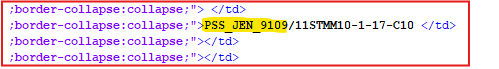 ;border-collapse:collapse;"> </td>
;border-collapse:collapse;">PSS_JEN_9109/11STMM10-1-17-C10 </td>
;border-collapse:collapse;"></td>
;border-collapse:collapse;"></td>